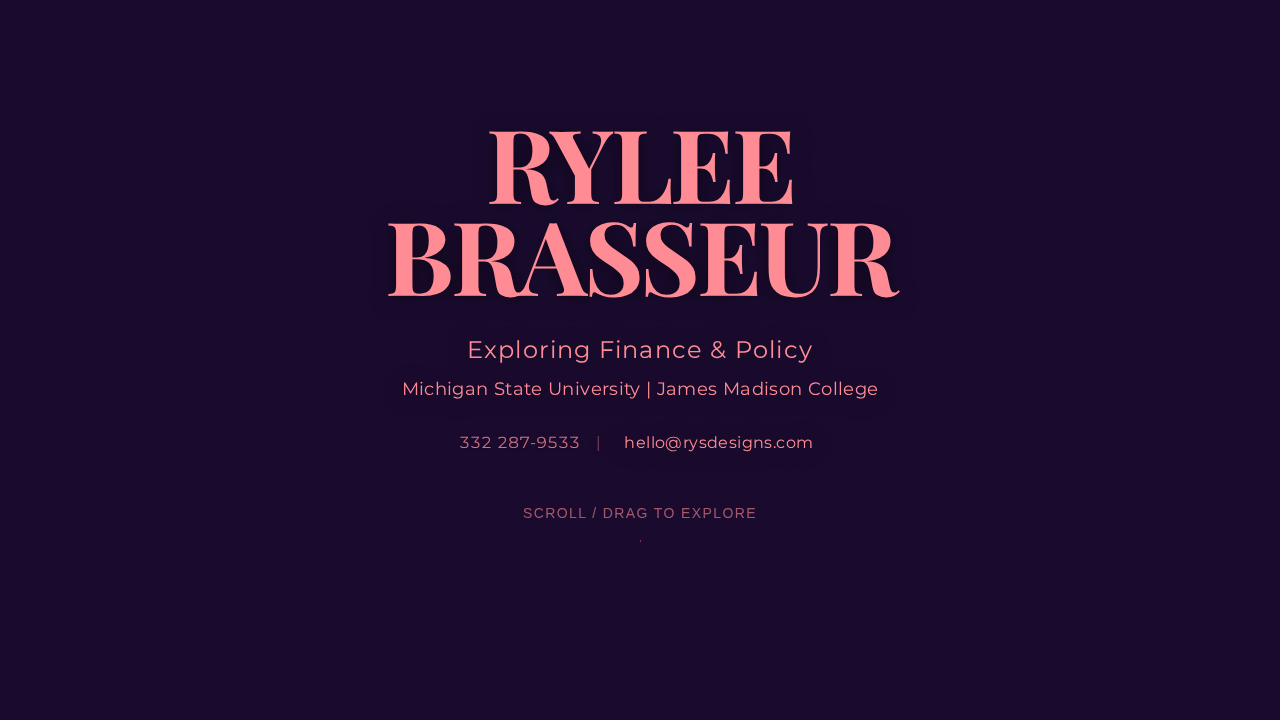 RYLEE
BRASSEUR
Exploring Finance & Policy
Michigan State University | James Madison College
332 287-9533 | hello@rysdesigns.com
SCROLL / DRAG TO EXPLORE